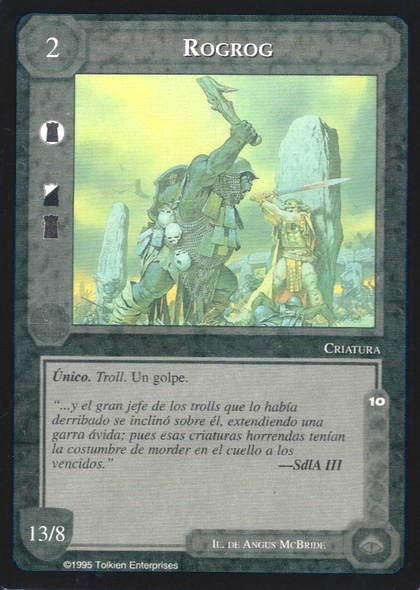 2
ROGROG
CRIATURA
Único. Troll. Un golpe.
10
"...y el gran jefe de los trolls que lo había
derribado se inclinó sobre él, extendiendo una
garra ávida; pues esas criaturas horrendas tenían
la costumbre de morder en el cuello a los
vencidos." —SdlA III
13/8
IL. DE ANGUS MCBRIDE
©1995 Tolkien Enterprises